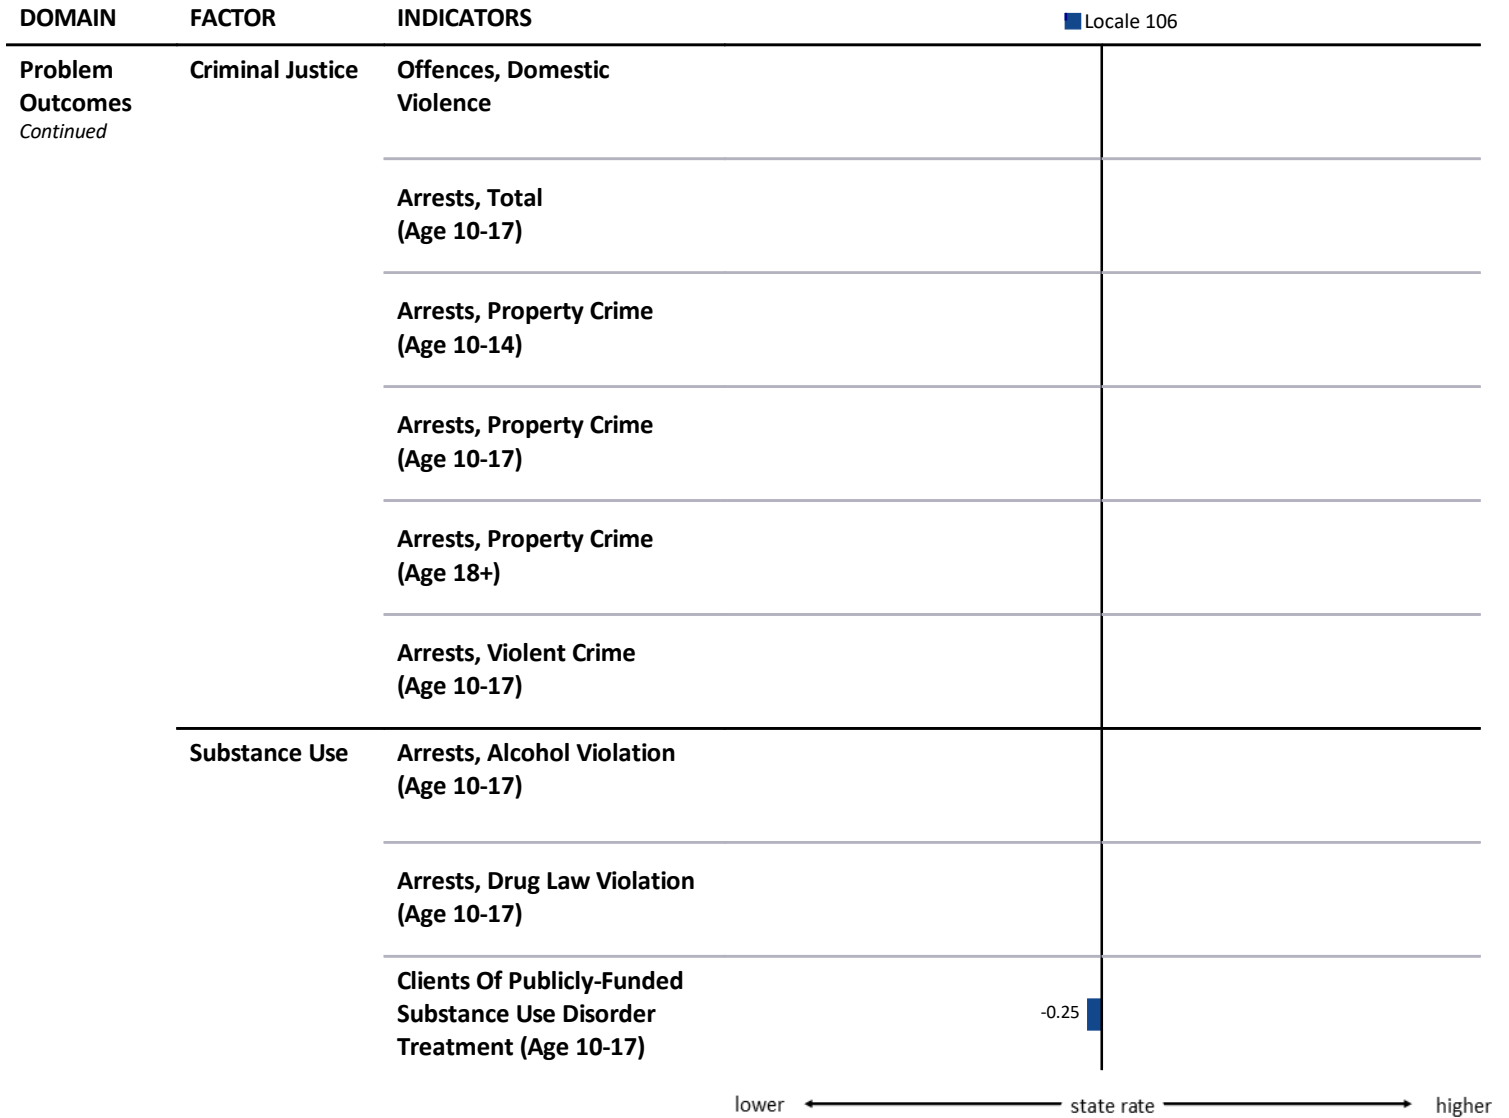 DOMAIN FACTOR INDICATORS Locale 106
Problem Criminal Justice Offences, Domestic
Outcomes Violence
Continued
Arrests, Total
(Age 10-17)
Arrests, Property Crime
(Age 10-14)
Arrests, Property Crime
(Age 10-17)
Arrests, Property Crime
(Age 18+)
Arrests, Violent Crime
(Age 10-17)
Substance Use Arrests, Alcohol Violation
(Age 10-17)
Arrests, Drug Law Violation
(Age 10-17)
Clients Of Publicly-Funded
Substance Use Disorder -0.25
Treatment (Age 10-17)
lower state rate higher